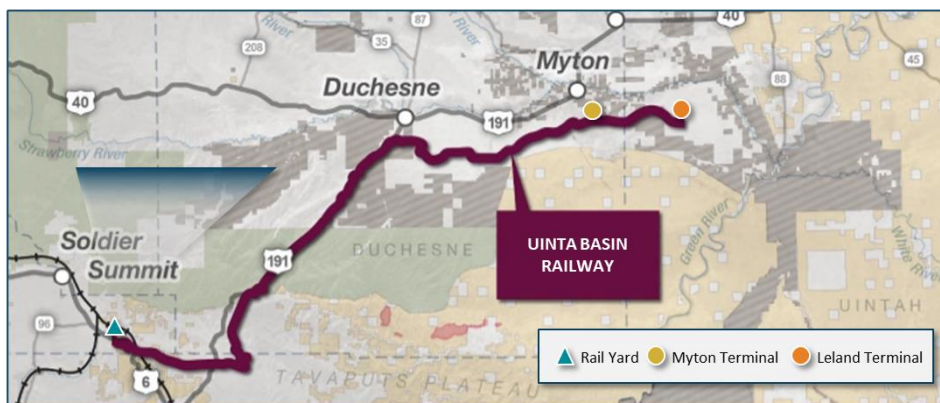 87
40
River
35
208
Myton
Duchesne
88
45
40
191
Strawberry River
Green River
White River
UINTA BASIN
RAILWAY
Soldier
Summit
191
DUCHESNE
UINTAH
96
6
TAVAPUTS PLATEAU
Rail Yard
Myton Terminal
Leland Terminal